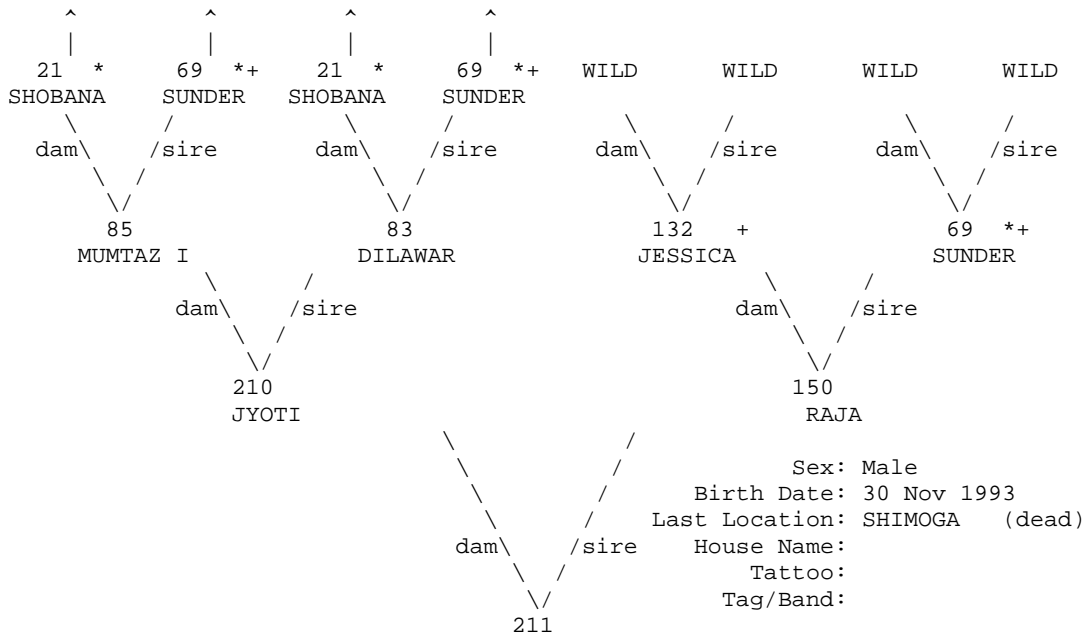 ^ ^ ^ ^
| | | |
21 * 69 *+ 21 * 69 *+ WILD WILD WILD WILD
SHOBANA SUNDER SHOBANA SUNDER
\ / \ / \ / \ /
dam\ /sire dam\ /sire dam\ /sire dam\ /sire
\ / \ / \ / \ /
\/ \/ \/ \/
85 83 132 + 69 *+
MUMTAZ I DILAWAR JESSICA SUNDER
\ / \ /
dam\ /sire dam\ /sire
\ / \ /
\/ \/
210 150
JYOTI RAJA
\ /
\ / Sex: Male
\ / Birth Date: 30 Nov 1993
\ / Last Location: SHIMOGA (dead)
dam\ /sire House Name:
\ / Tattoo:
\/ Tag/Band:
211